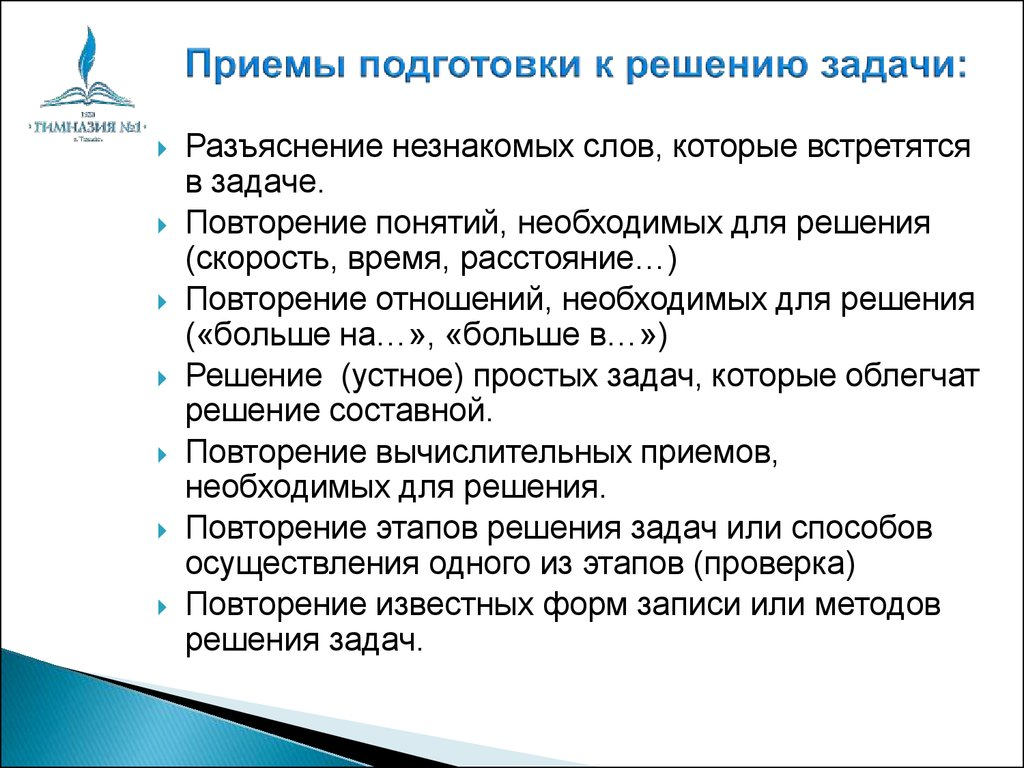 Приемы подготовки к решению задачи:
ГИМНАЗИЯ №1
Разъяснение незнакомых слов, которые встретятся
в задаче.
Повторение понятий, необходимых для решения
(скорость, время, расстояние…)
Повторение отношений, необходимых для решения
(«больше на…», «больше в…»)
Решение (устное) простых задач, которые облегчат
решение составной.
Повторение вычислительных приемов,
необходимых для решения.
Повторение этапов решения задач или способов
осуществления одного из этапов (проверка)
Повторение известных форм записи или методов
решения задач.